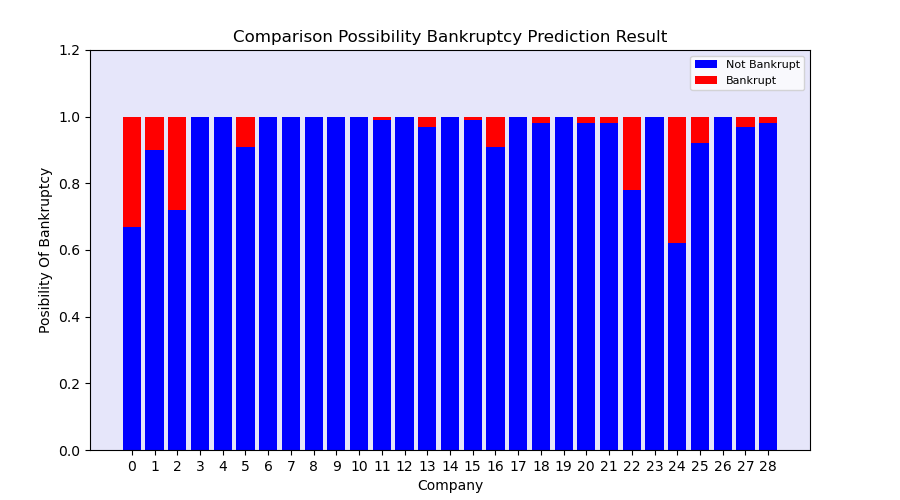 Comparison Possibility Bankruptcy Prediction Result
Not Bankrupt
Bankrupt
1.2
1.0
0.8
0.6
0.4
0.2
0.0
Posibility Of Bankruptcy
0 1 2 3 4 5 6 7 8 9 10 11 12 13 14 15 16 17 18 19 20 21 22 23 24 25 26 27 28
Company